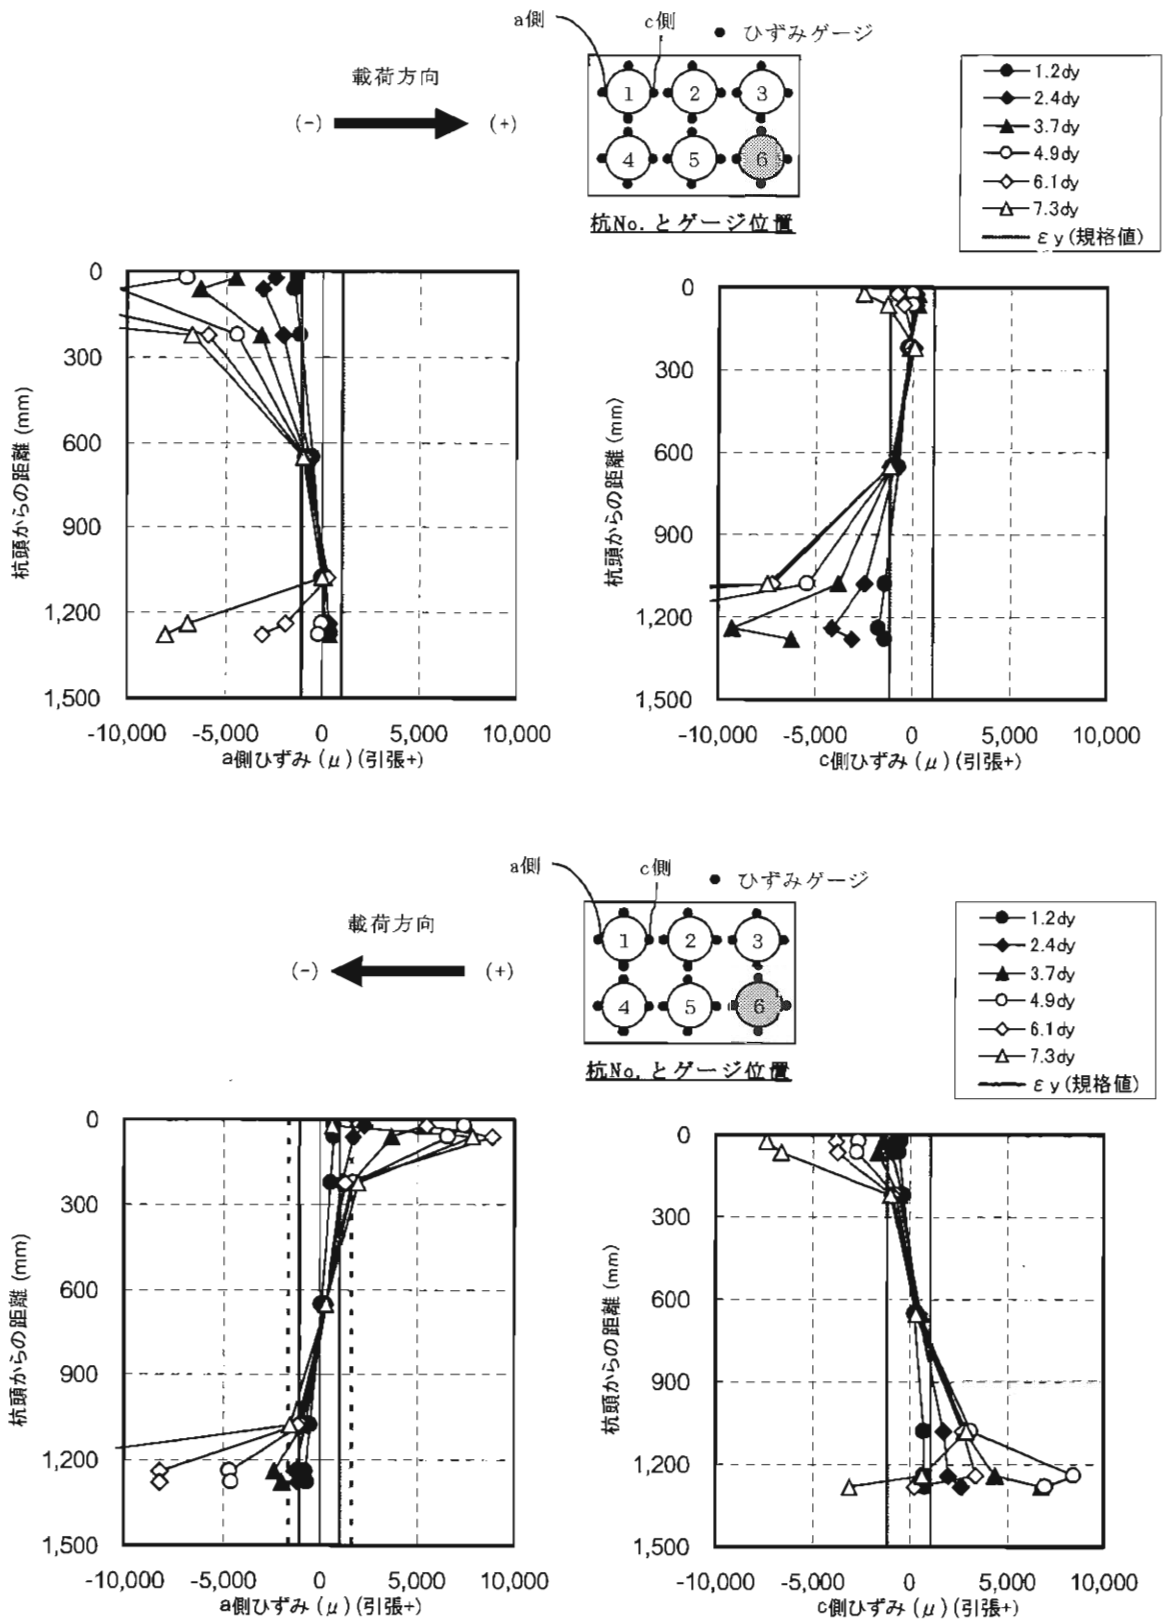 a側
c側
● ひずみゲージ
載荷方向
(-) (+)
1 2 3
4 5 6
杭No.とゲージ位置
1.2dy
2.4dy
3.7dy
4.9dy
6.1dy
7.3dy
εy(規格値)
杭頭からの距離 (mm)
0
300
600
900
1,200
1,500
-10,000 -5,000 0 5,000 10,000
a側ひずみ (μ) (引張+)
杭頭からの距離 (mm)
0
300
600
900
1,200
1,500
-10,000 -5,000 0 5,000 10,000
c側ひずみ (μ) (引張+)
a側
c側
● ひずみゲージ
載荷方向
(-) (+)
1 2 3
4 5 6
杭No.とゲージ位置
1.2dy
2.4dy
3.7dy
4.9dy
6.1dy
7.3dy
εy(規格値)
杭頭からの距離 (mm)
0
300
600
900
1,200
1,500
-10,000 -5,000 0 5,000 10,000
a側ひずみ (μ) (引張+)
杭頭からの距離 (mm)
0
300
600
900
1,200
1,500
-10,000 -5,000 0 5,000 10,000
c側ひずみ (μ) (引張+)